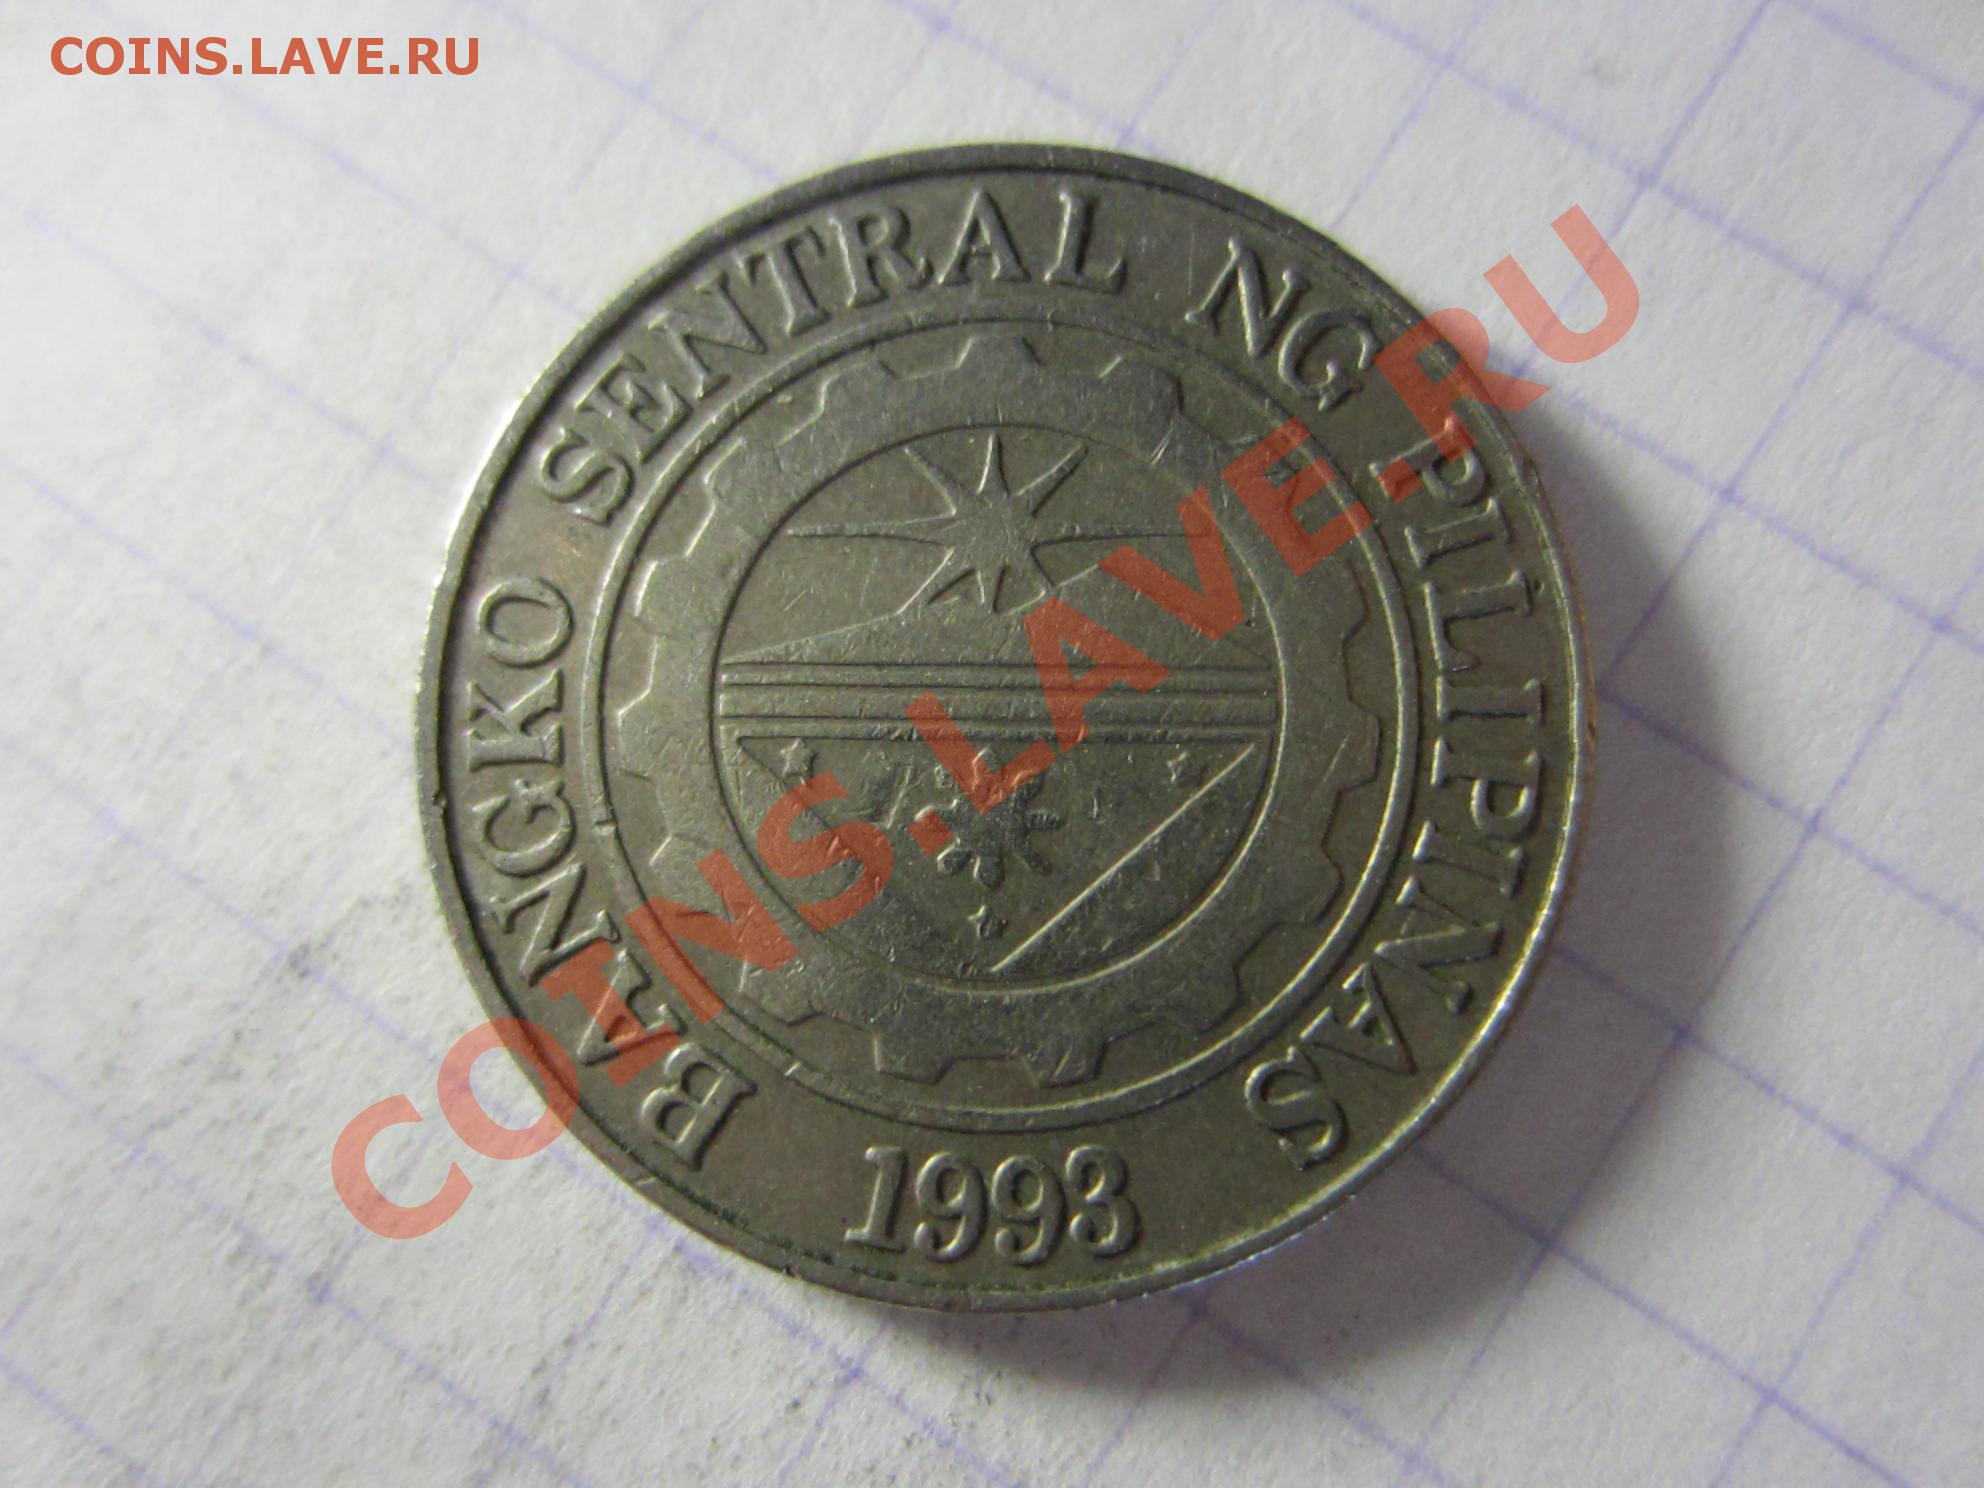 COINS.LAVE.RU
BANGKO SENTRAL NG PILIPINAS
1993
COINS.LAVE.RU